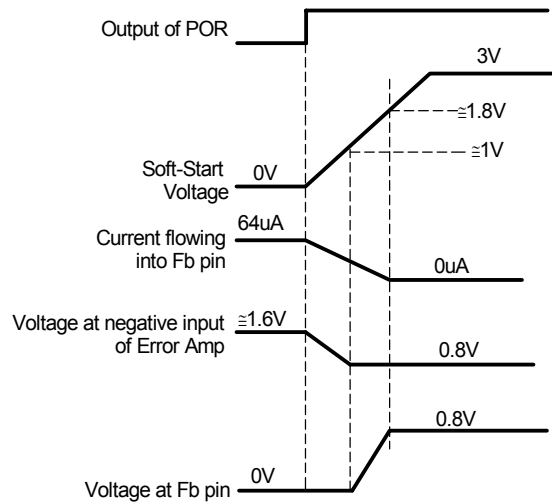 Output of POR
3V
≅1.8V
≅1V
0V
Soft-Start
Voltage
64uA
Current flowing
into Fb pin
0uA
≅1.6V
Voltage at negative input
of Error Amp
0.8V
0.8V
0V
Voltage at Fb pin